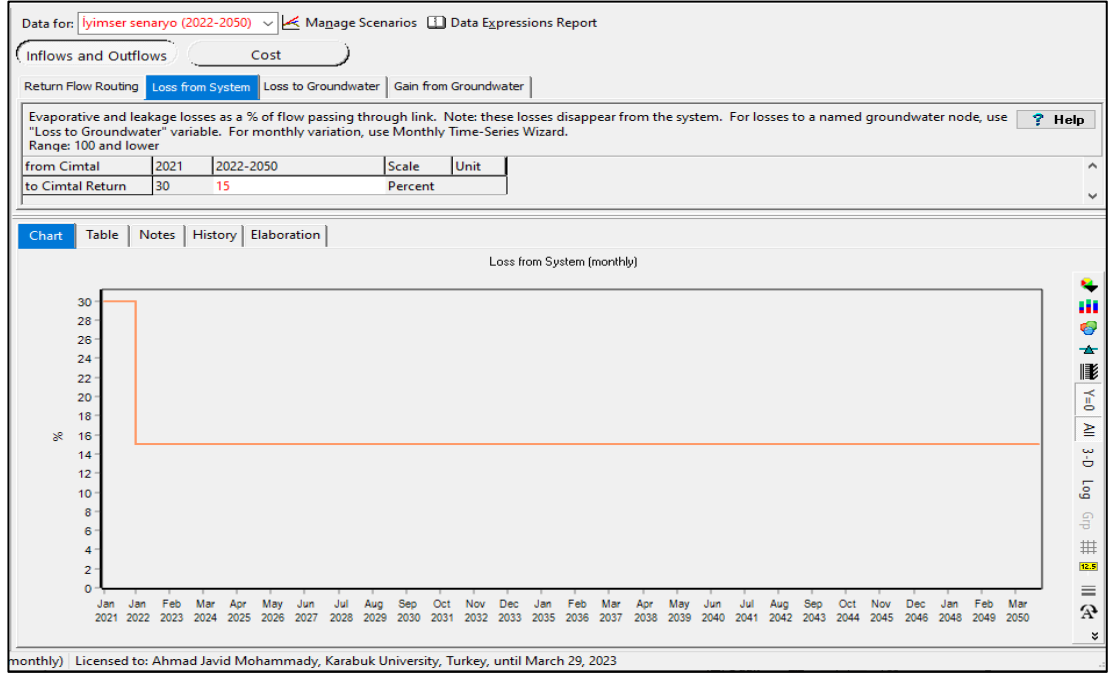 Data for: İyimser senaryo (2022-2050) Manage Scenarios Data Expressions Report
Inflows and Outflows Cost
Return Flow Routing Loss from System Loss to Groundwater Gain from Groundwater
Evaporative and leakage losses as a % of flow passing through link. Note: these losses disappear from the system. For losses to a named groundwater node, use
"Loss to Groundwater" variable. For monthly variation, use Monthly Time-Series Wizard.
Range: 100 and lower
? Help
from Cimtal 2021 2022-2050 Scale Unit
to Cimtal Return 30 15 Percent
Chart Table Notes History Elaboration
Loss from System (monthly)
30
28
26
24
22
20
18
16
14
12
10
8
6
4
2
0
%
Jan Jan Feb Mar Apr May Jun Jul Aug Sep Oct Nov Dec Jan Feb Mar Apr May Jun Jul Aug Sep Oct Nov Dec Jan Feb Mar
2021 2022 2023 2024 2025 2026 2027 2028 2029 2030 2031 2032 2033 2035 2036 2037 2038 2039 2040 2041 2042 2043 2044 2045 2046 2048 2049 2050
Y=0
All
3-D
Log
Grp
12.5
A
monthly) Licensed to: Ahmad Javid Mohammady, Karabuk University, Turkey, until March 29, 2023